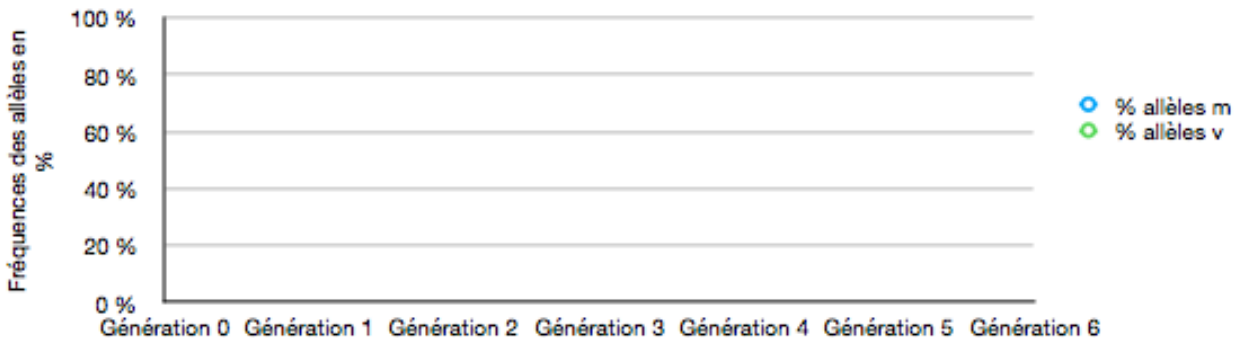 Fréquences des allèles en
%
100 %
80 %
60 %
40 %
20 %
0 %
Génération 0 Génération 1 Génération 2 Génération 3 Génération 4 Génération 5 Génération 6
% allèles m
% allèles v